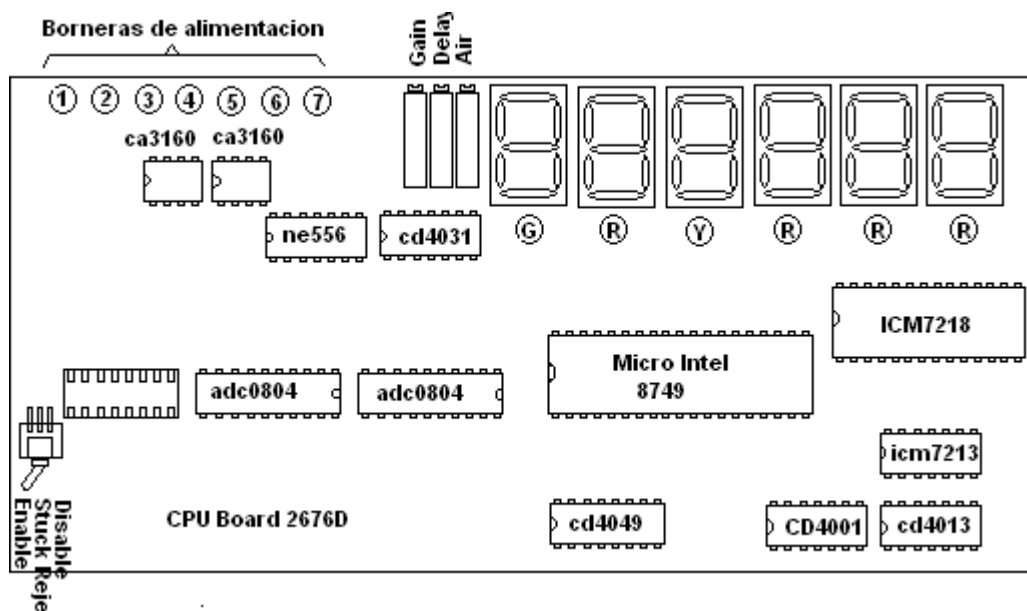 Borneras de alimentacion
Gain
Delay
Air
1 2 3 4 5 6 7
ca3160 ca3160
ne556 cd4031
G R Y R R R
ICM7218
Micro Intel
8749
adc0804 adc0804
icm7213
CPU Board 2676D
cd4049 CD4001 cd4013
Disable
Stuck Reje
Enable